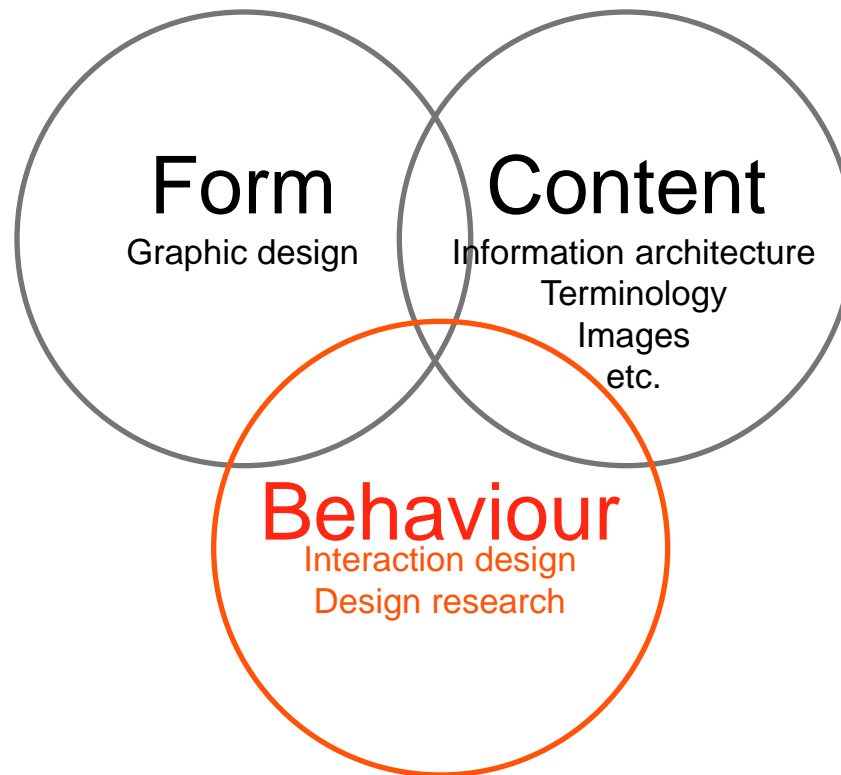 Form
Graphic design
Content
Information architecture
Terminology
Images
etc.
Behaviour
Interaction design
Design research